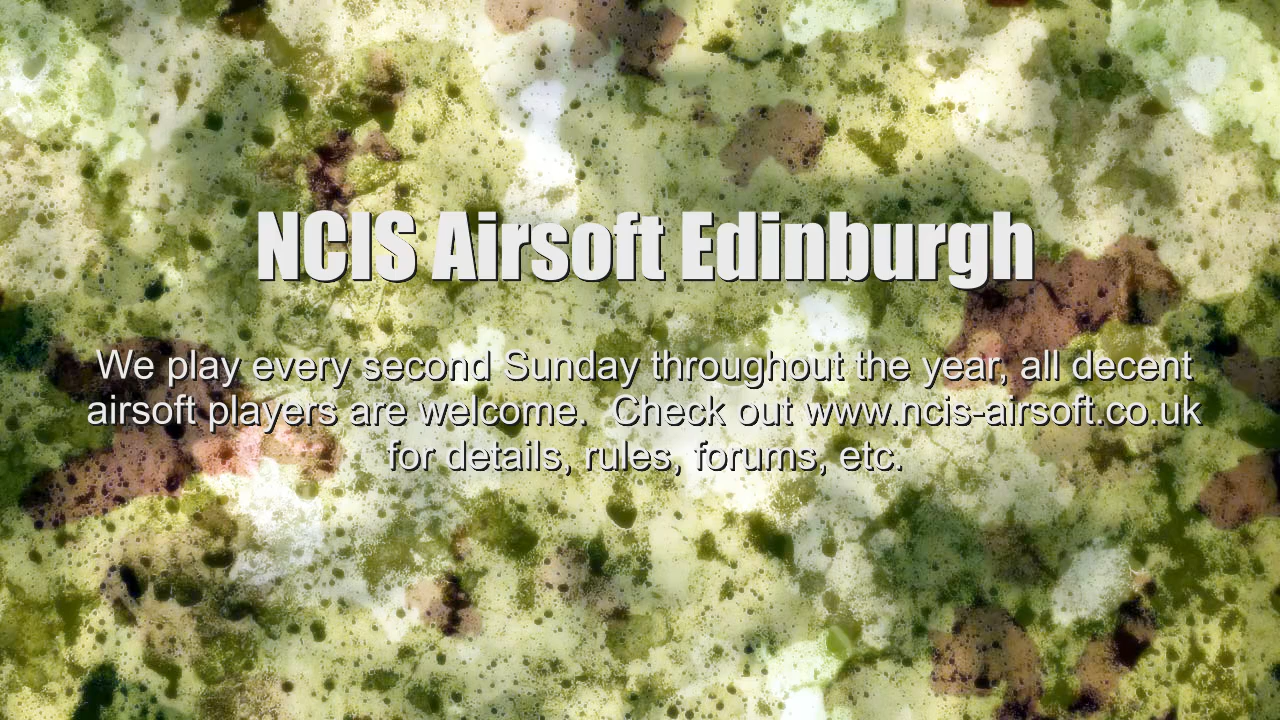 NCIS Airsoft Edinburgh
We play every second Sunday throughout the year, all decent
airsoft players are welcome.  Check out www.ncis-airsoft.co.uk
for details, rules, forums, etc.